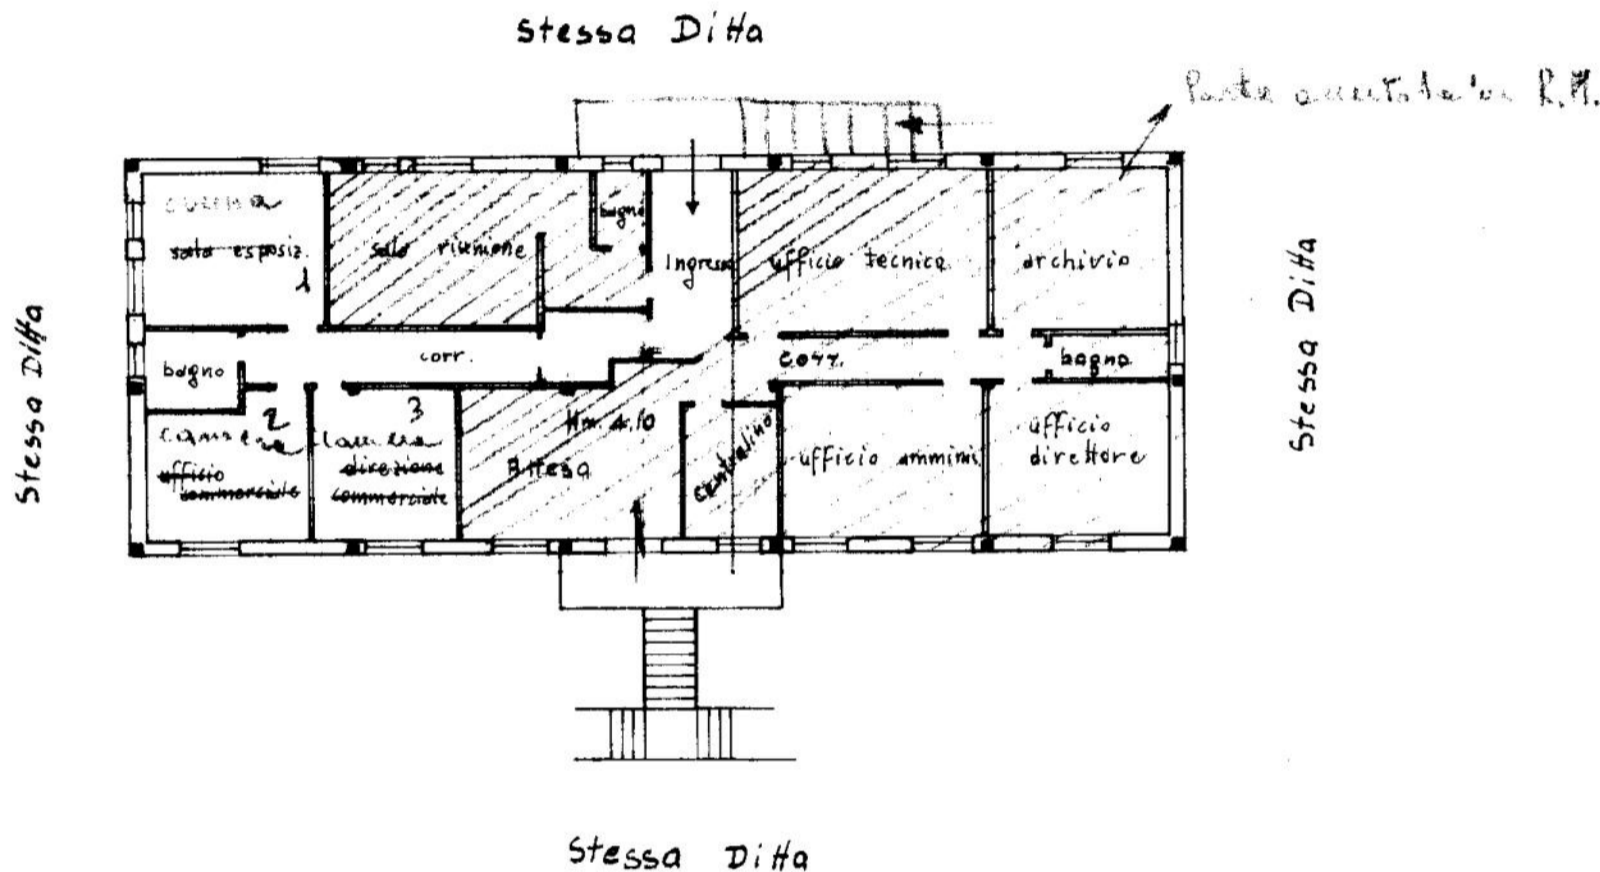 Stessa Ditta
R.M.
cucina
sala esposiz.
1
sala riunione
bagno
Ingresso
ufficio tecnico
archivio
Stessa Ditta
Stessa Ditta
bagno
corr.
corr.
bagno
2
camera
ufficio
commerciale
3
camera
direzione
commerciale
Hm. 4.10
Attesa
centralino
ufficio ammini
ufficio
direttore
Stessa Ditta